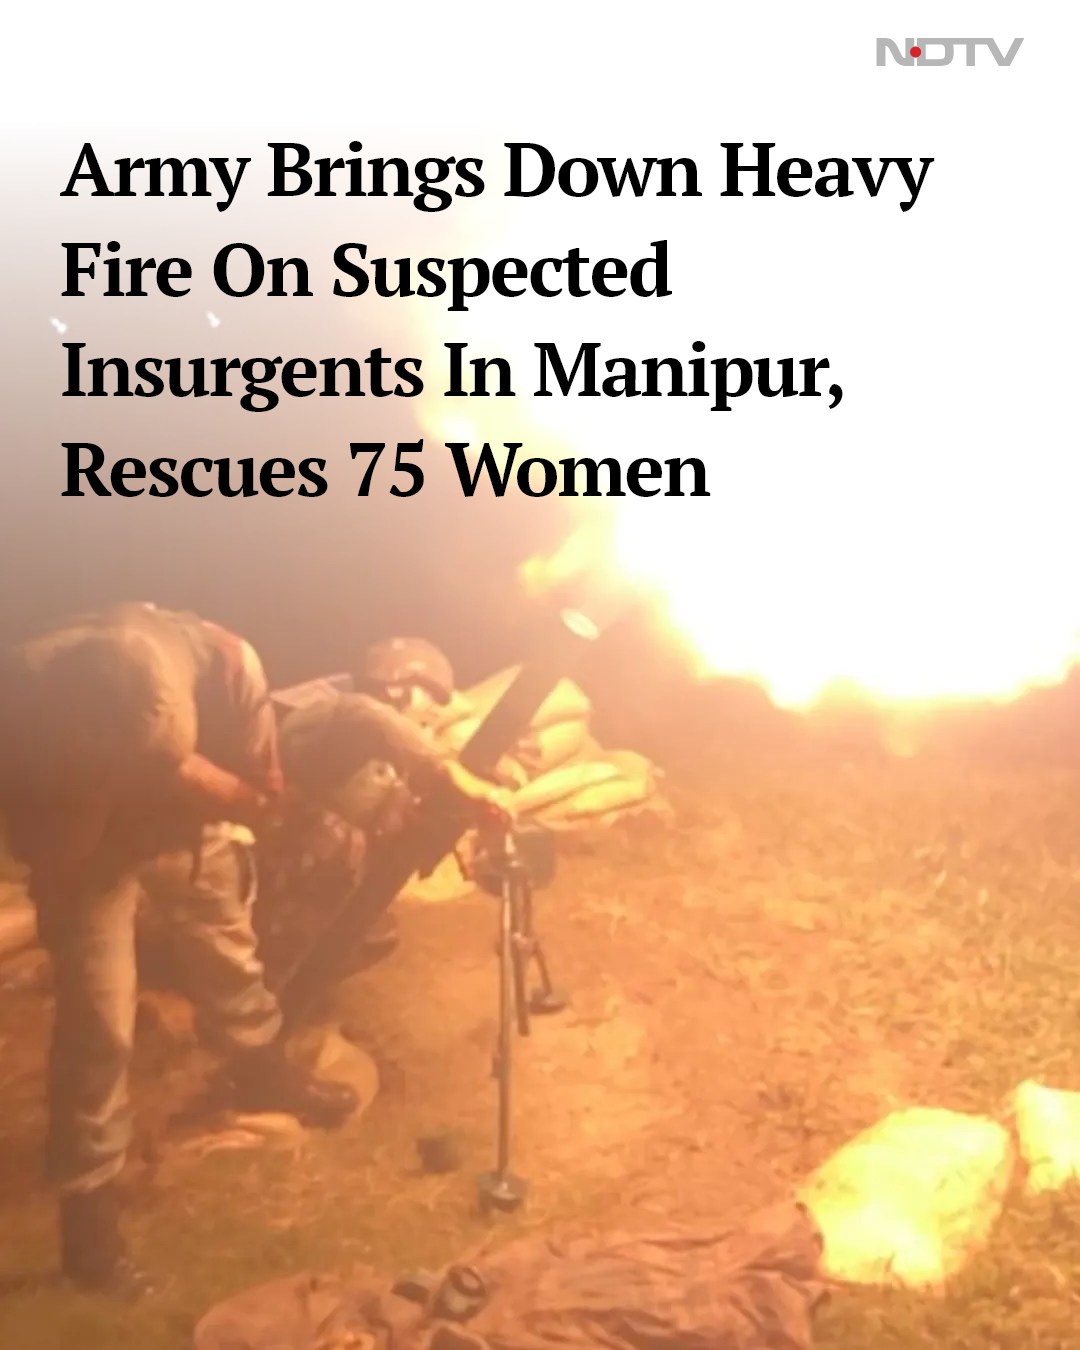 NDTV
Army Brings Down Heavy
Fire On Suspected
Insurgents In Manipur,
Rescues 75 Women